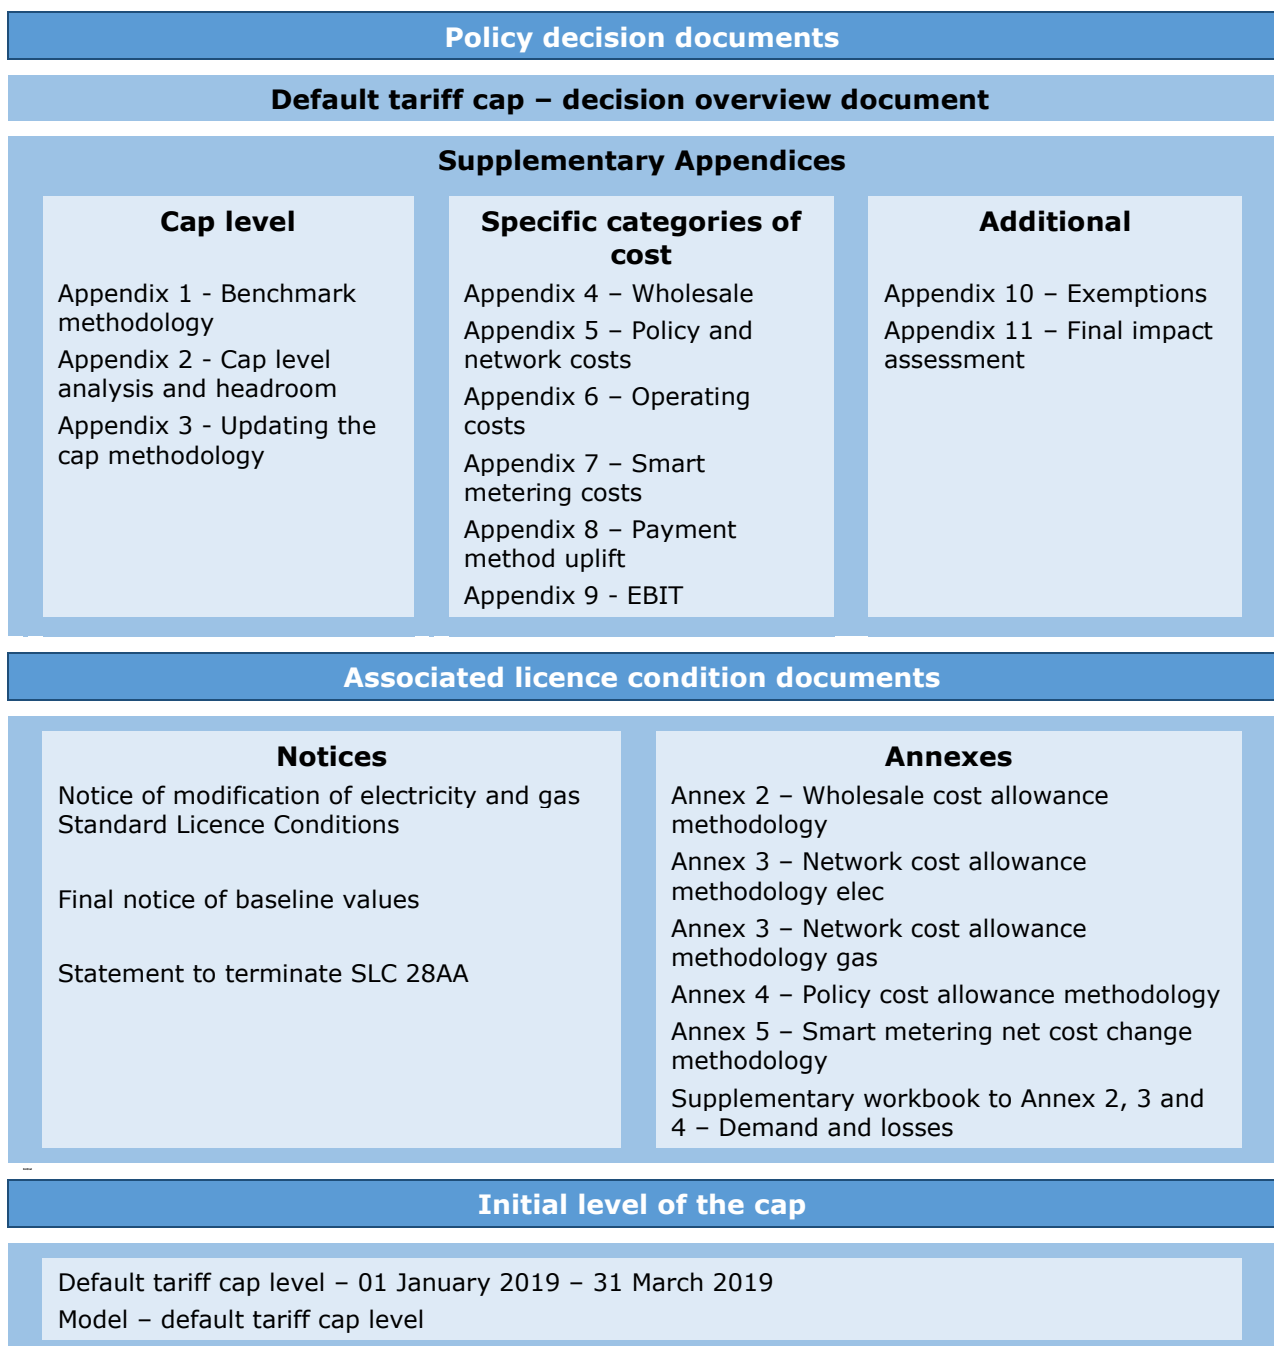 Policy decision documents
Default tariff cap – decision overview document
Supplementary Appendices
Cap level
Appendix 1 - Benchmark
methodology
Appendix 2 - Cap level
analysis and headroom
Appendix 3 - Updating the
cap methodology
Specific categories of
cost
Appendix 4 – Wholesale
Appendix 5 – Policy and
network costs
Appendix 6 – Operating
costs
Appendix 7 – Smart
metering costs
Appendix 8 – Payment
method uplift
Appendix 9 - EBIT
Additional
Appendix 10 – Exemptions
Appendix 11 – Final impact
assessment
Associated licence condition documents
Notices
Notice of modification of electricity and gas
Standard Licence Conditions
Final notice of baseline values
Statement to terminate SLC 28AA
Annexes
Annex 2 – Wholesale cost allowance
methodology
Annex 3 – Network cost allowance
methodology elec
Annex 3 – Network cost allowance
methodology gas
Annex 4 – Policy cost allowance methodology
Annex 5 – Smart metering net cost change
methodology
Supplementary workbook to Annex 2, 3 and
4 – Demand and losses
Initial level of the cap
Default tariff cap level – 01 January 2019 – 31 March 2019
Model – default tariff cap level